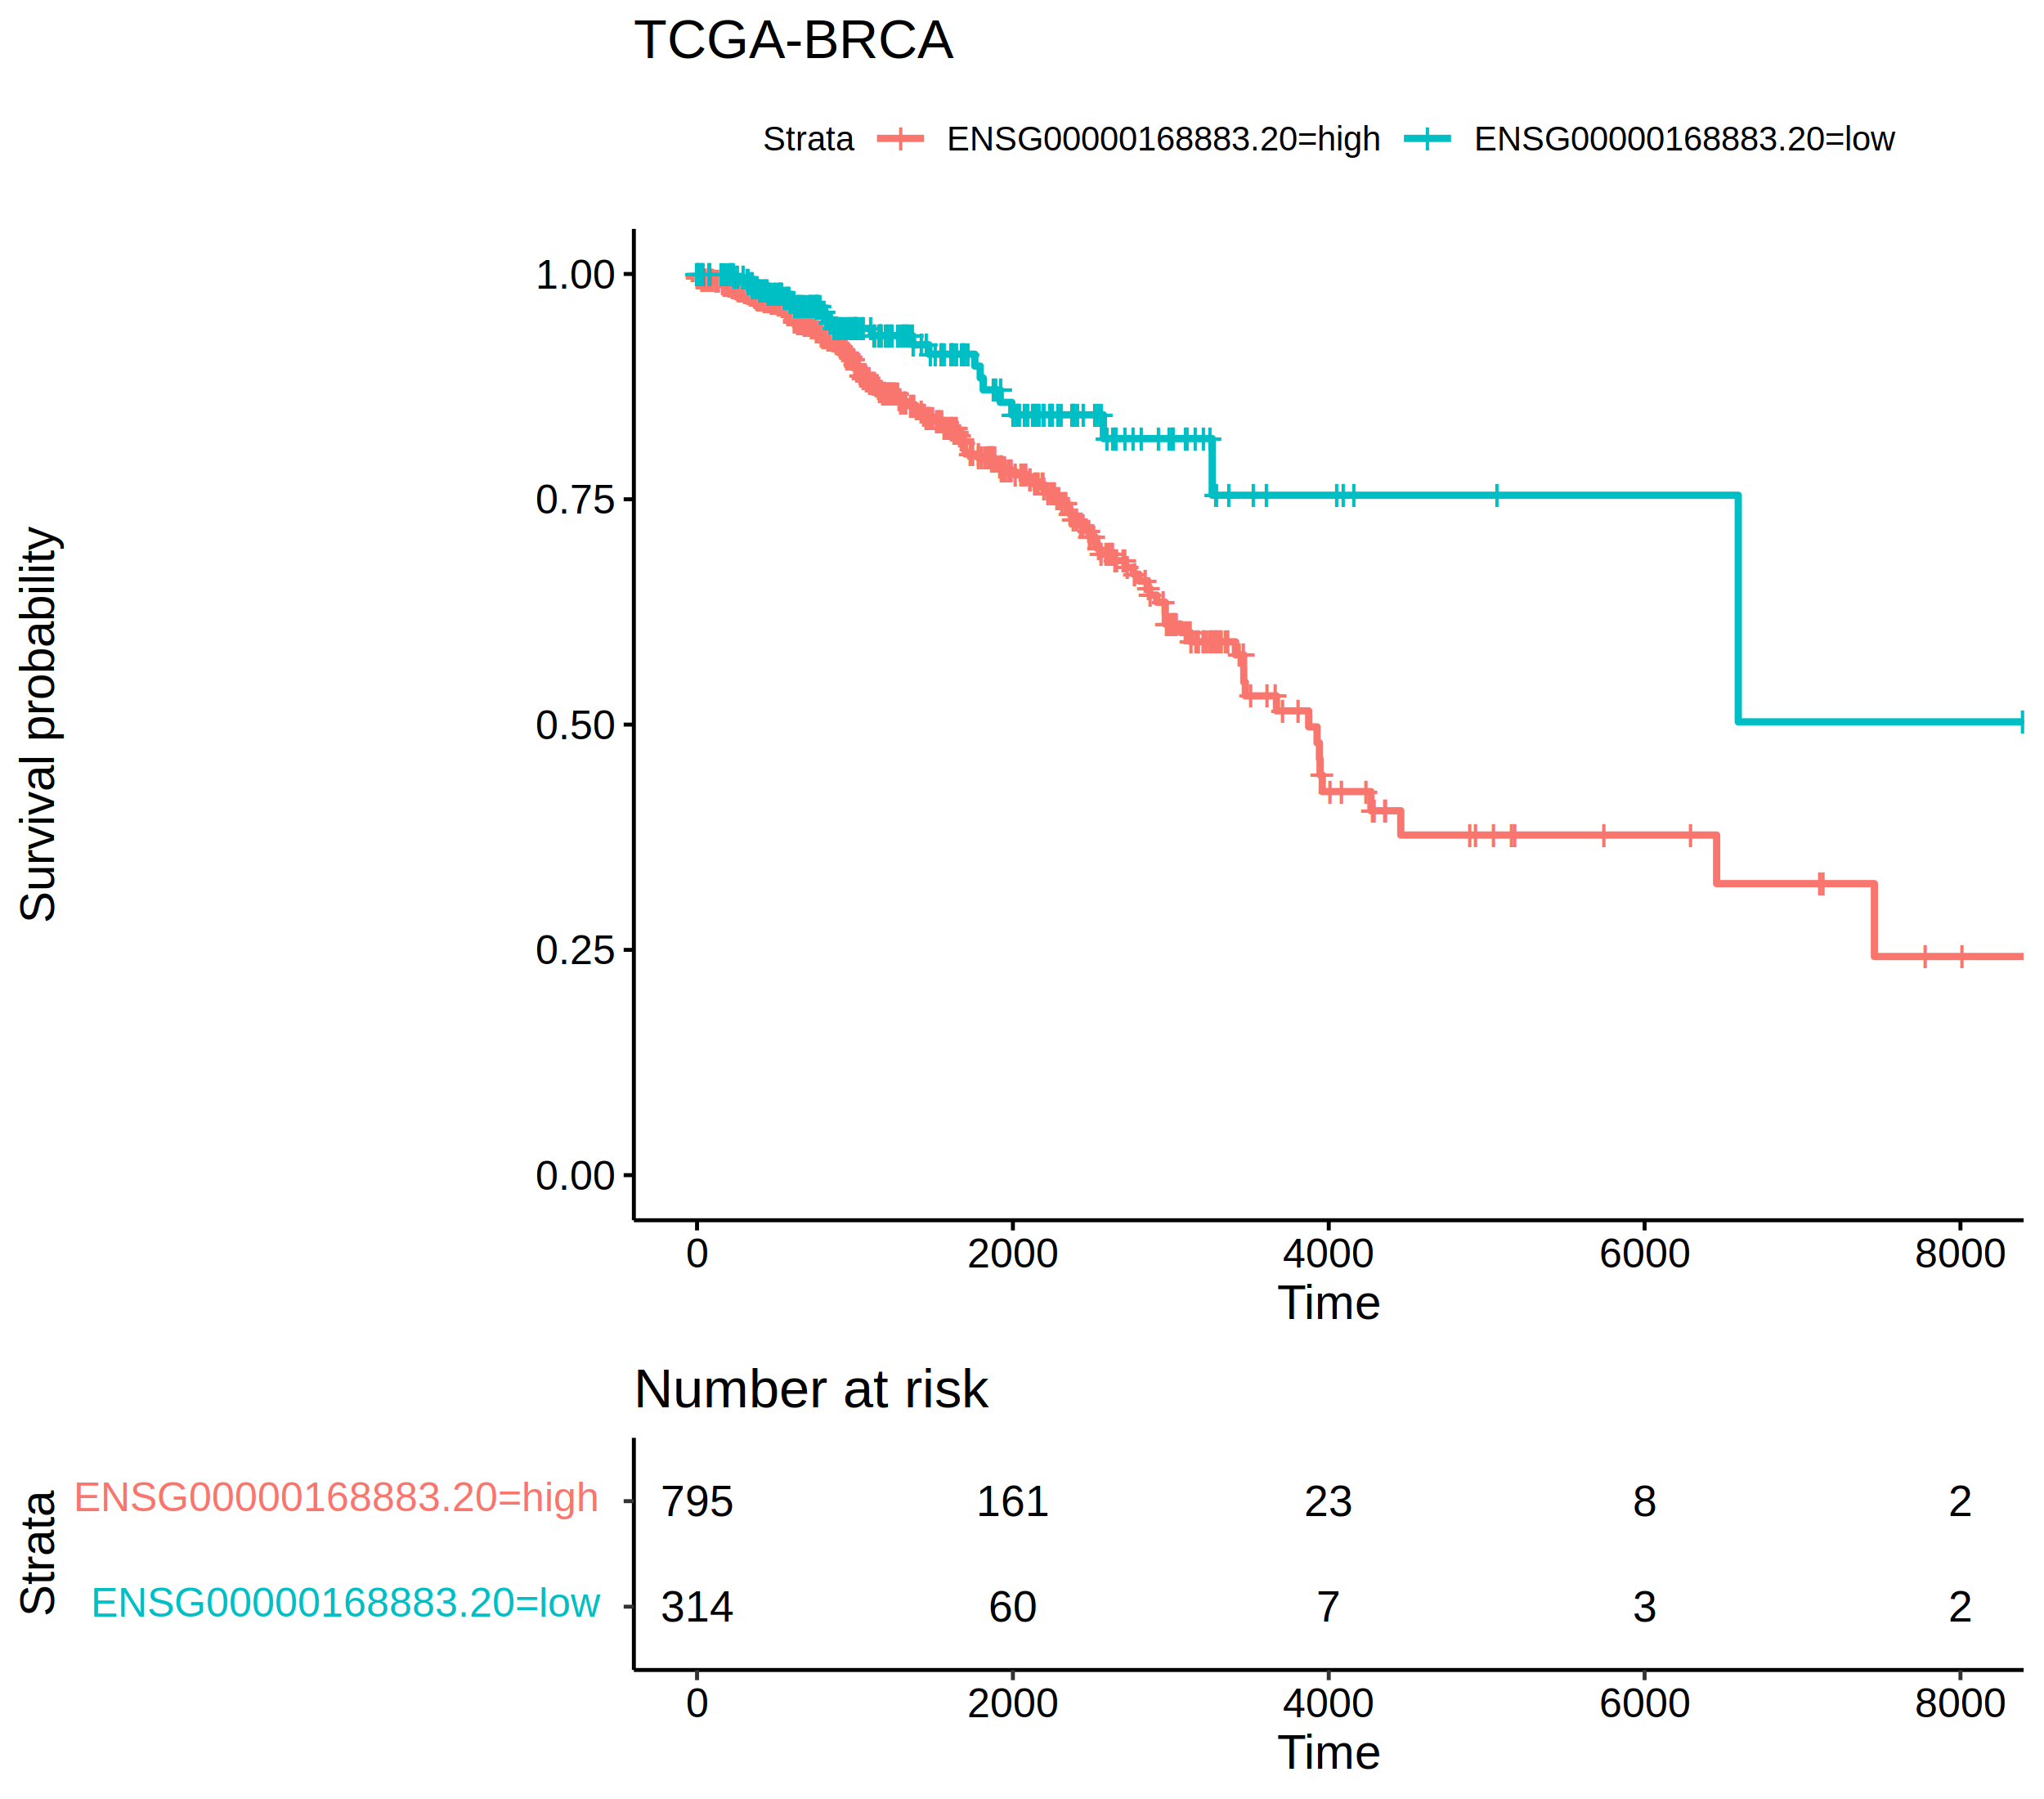 TCGA-BRCA
Strata ENSG00000168883.20=high ENSG00000168883.20=low
Survival probability
1.00
0.75
0.50
0.25
0.00
0 2000 4000 6000 8000
Time
Number at risk
Strata
ENSG00000168883.20=high 795 161 23 8 2
ENSG00000168883.20=low 314 60 7 3 2
0 2000 4000 6000 8000
Time